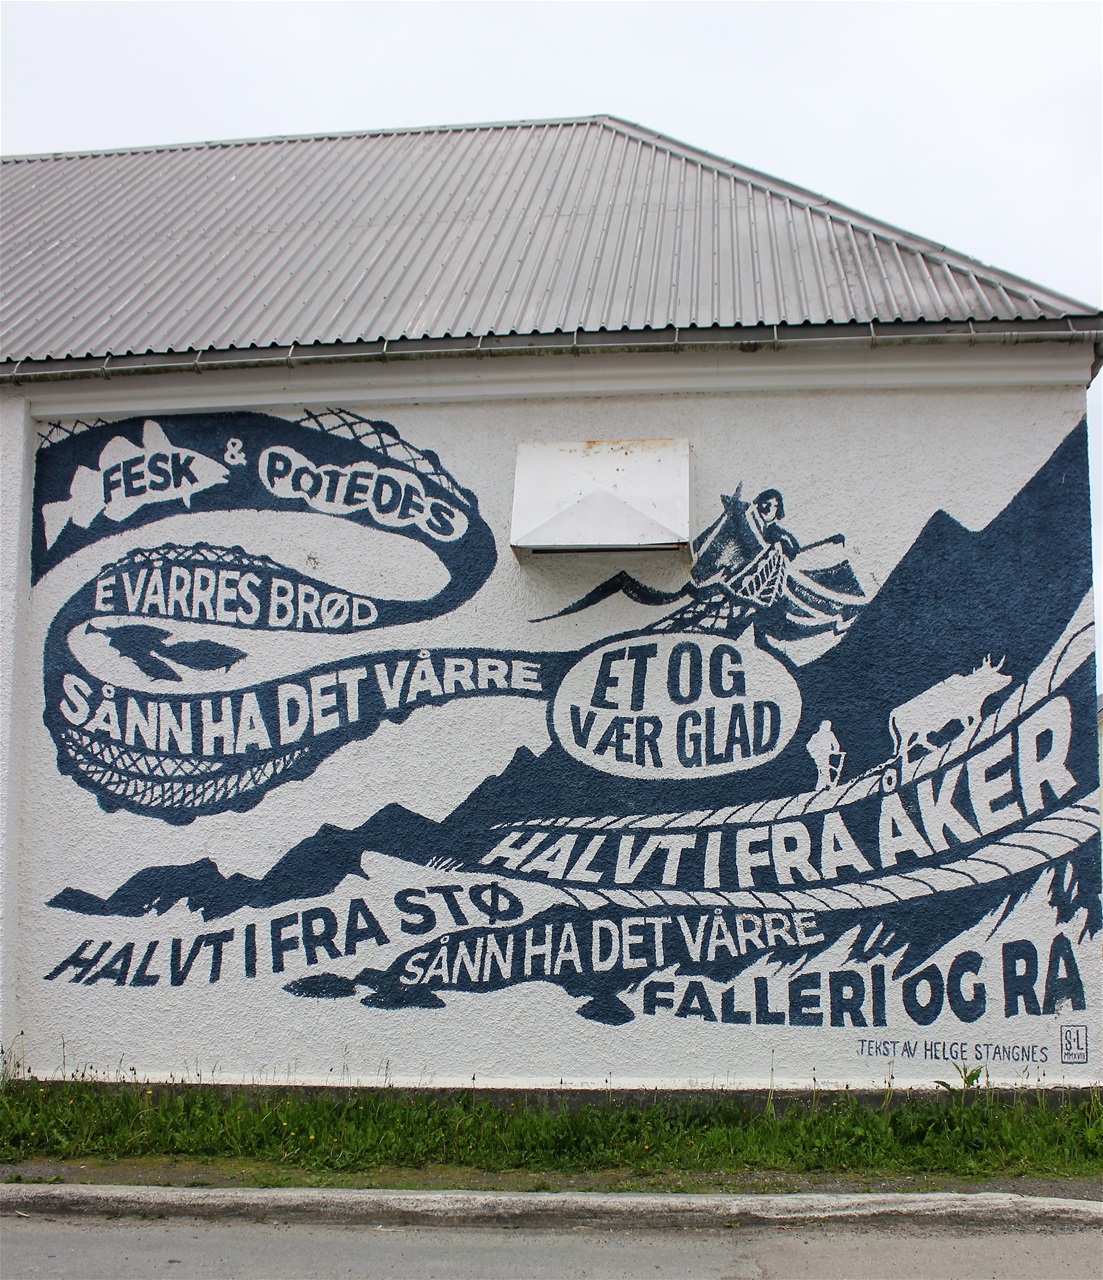 FESK & POTEDES
E VÅRRES BRØD
SÅNN HA DET VÅRRE
ET OG
VÆR GLAD
HALVT I FRA ÅKER
HALVT I FRA STØ
SÅNN HA DET VÅRRE
FALLERI OG RA
TEKST AV HELGE STANGNES
S·L
MMXVIII